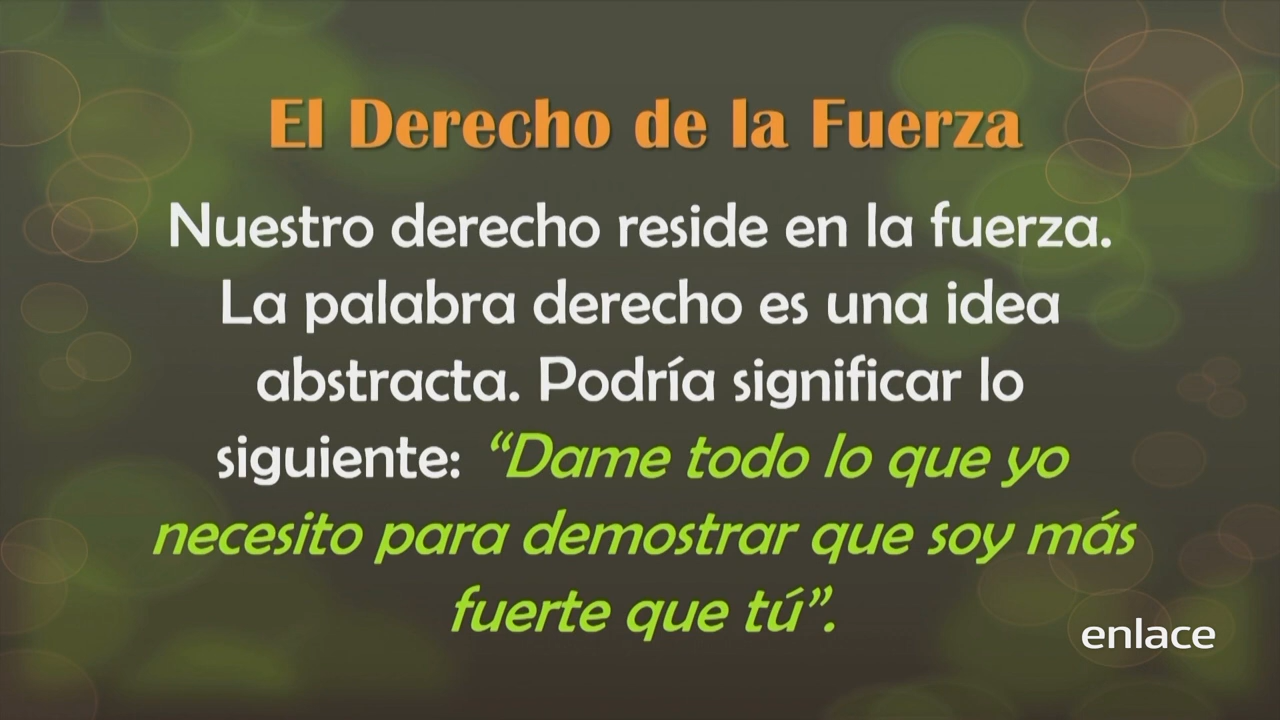 El Derecho de la Fuerza
Nuestro derecho reside en la fuerza.
La palabra derecho es una idea
abstracta. Podría significar lo
siguiente: “Dame todo lo que yo
necesito para demostrar que soy más
fuerte que tú”.
enlace